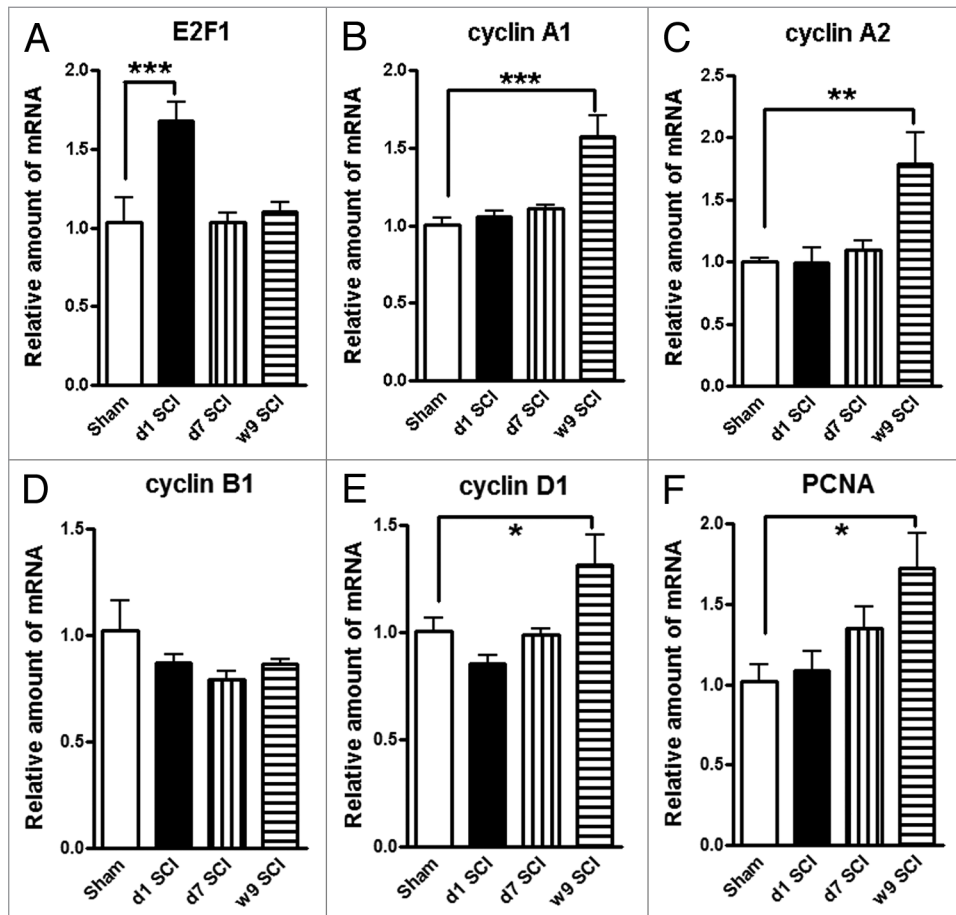 A
E2F1
Relative amount of mRNA
2.0
1.5
1.0
0.5
0.0
***
Sham
d1 SCI
d7 SCI
w9 SCI
B
cyclin A1
Relative amount of mRNA
2.0
1.5
1.0
0.5
0.0
***
Sham
d1 SCI
d7 SCI
w9 SCI
C
cyclin A2
Relative amount of mRNA
2.5
2.0
1.5
1.0
0.5
0.0
**
Sham
d1 SCI
d7 SCI
w9 SCI
D
cyclin B1
Relative amount of mRNA
1.5
1.0
0.5
0.0
Sham
d1 SCI
d7 SCI
w9 SCI
E
cyclin D1
Relative amount of mRNA
1.5
1.0
0.5
0.0
*
Sham
d1 SCI
d7 SCI
w9 SCI
F
PCNA
Relative amount of mRNA
2.0
1.5
1.0
0.5
0.0
*
Sham
d1 SCI
d7 SCI
w9 SCI